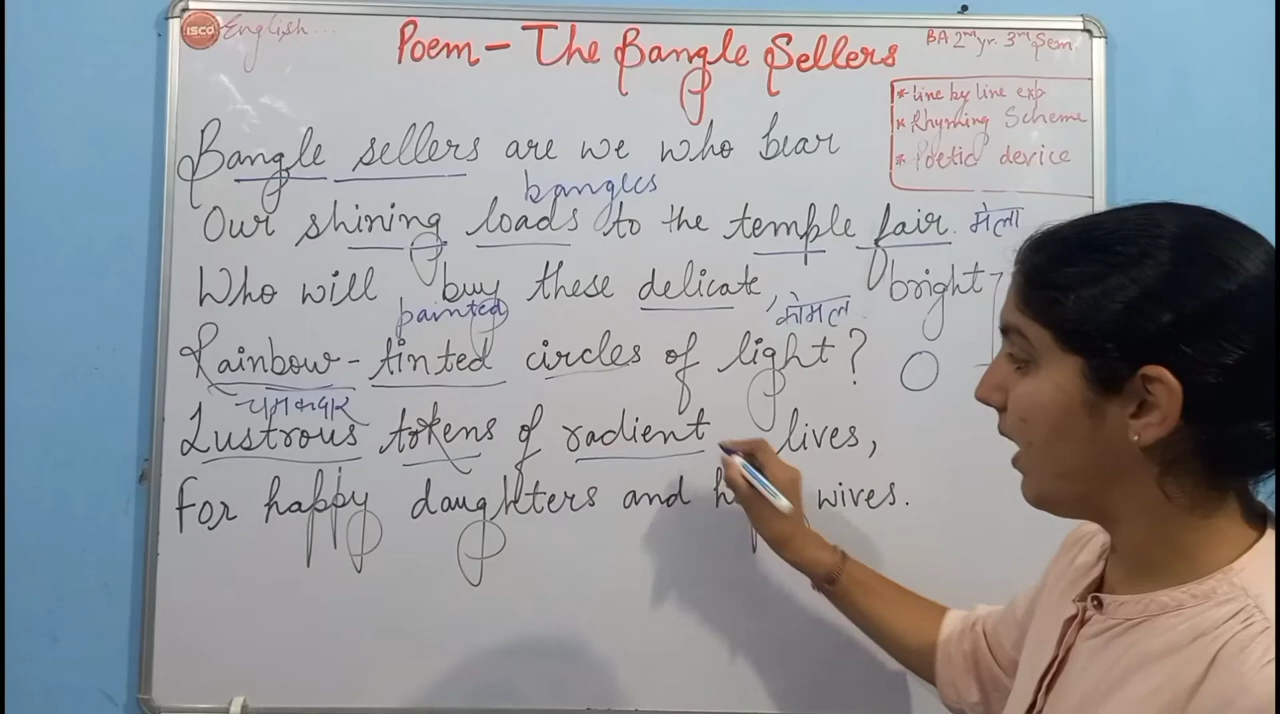 ISCO English...
Poem - The Bangle Sellers
BA 2nd yr. 3rd Sem.
* line by line exp
* Rhyming Scheme
* Poetic device
Bangle sellers are we who bear
bangles
Our shining loads to the temple fair. मेला
Who will buy these delicate, bright
painted कोमल
Rainbow-tinted circles of light?
चमकदार
Lustrous tokens of radient lives,
For happy daughters and wives.